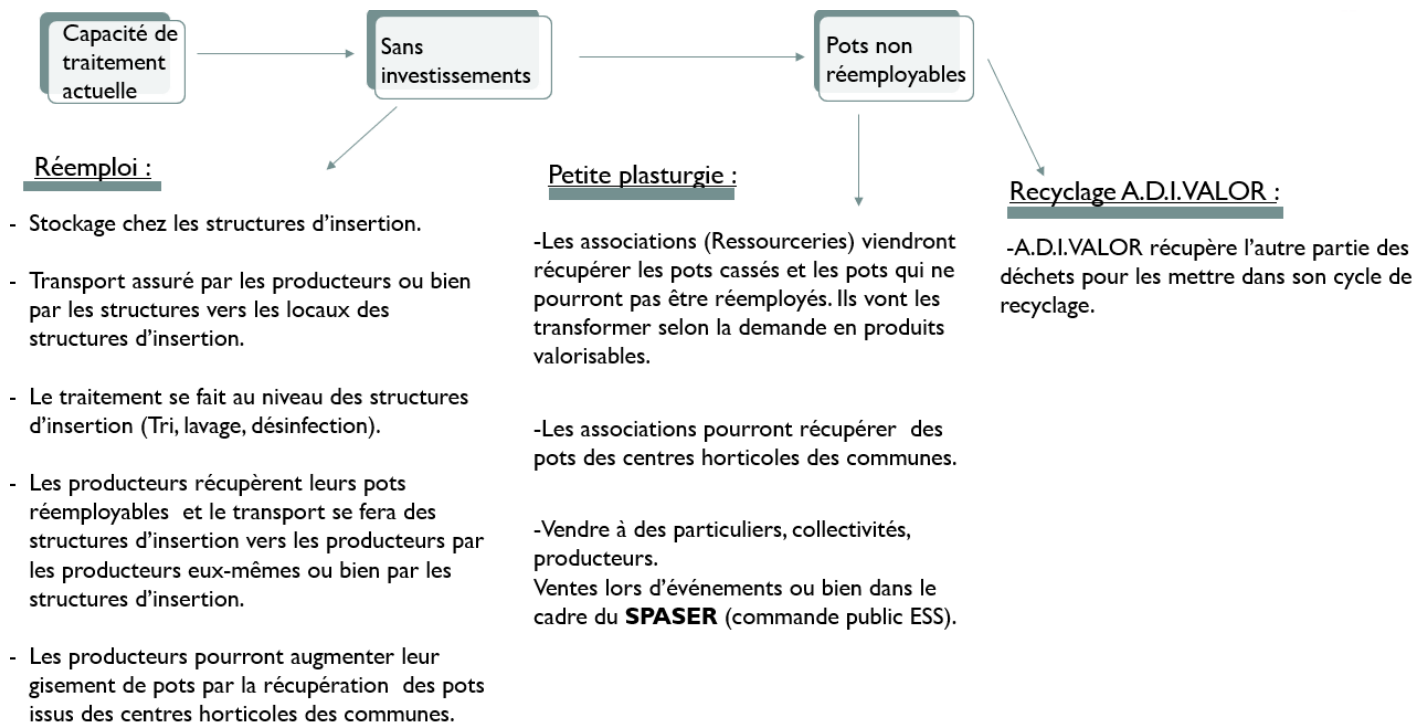 Capacité de
traitement
actuelle
Sans
investissements
Pots non
réemployables
Réemploi :
- Stockage chez les structures d'insertion.
- Transport assuré par les producteurs ou bien
par les structures vers les locaux des
structures d'insertion.
- Le traitement se fait au niveau des structures
d'insertion (Tri, lavage, désinfection).
- Les producteurs récupèrent leurs pots
réemployables et le transport se fera des
structures d'insertion vers les producteurs par
les producteurs eux-mêmes ou bien par les
structures d'insertion.
- Les producteurs pourront augmenter leur
gisement de pots par la récupération des pots
issus des centres horticoles des communes.
Petite plasturgie :
-Les associations (Ressourceries) viendront
récupérer les pots cassés et les pots qui ne
pourront pas être réemployés. Ils vont les
transformer selon la demande en produits
valorisables.
-Les associations pourront récupérer des
pots des centres horticoles des communes.
-Vendre à des particuliers, collectivités,
producteurs.
Ventes lors d'événements ou bien dans le
cadre du SPASER (commande public ESS).
Recyclage A.D.I.VALOR :
-A.D.I.VALOR récupère l'autre partie des
déchets pour les mettre dans son cycle de
recyclage.